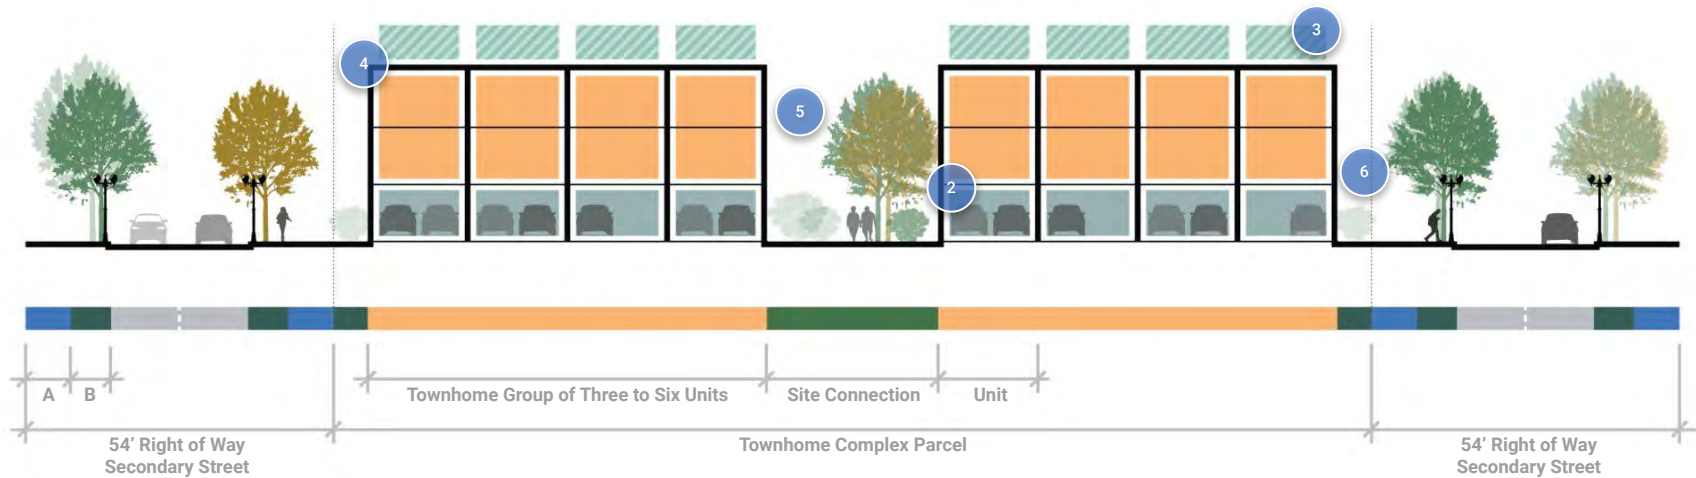 3
4
5
6
2
A
B
Townhome Group of Three to Six Units
Site Connection
Unit
54’ Right of Way
Secondary Street
Townhome Complex Parcel
54’ Right of Way
Secondary Street